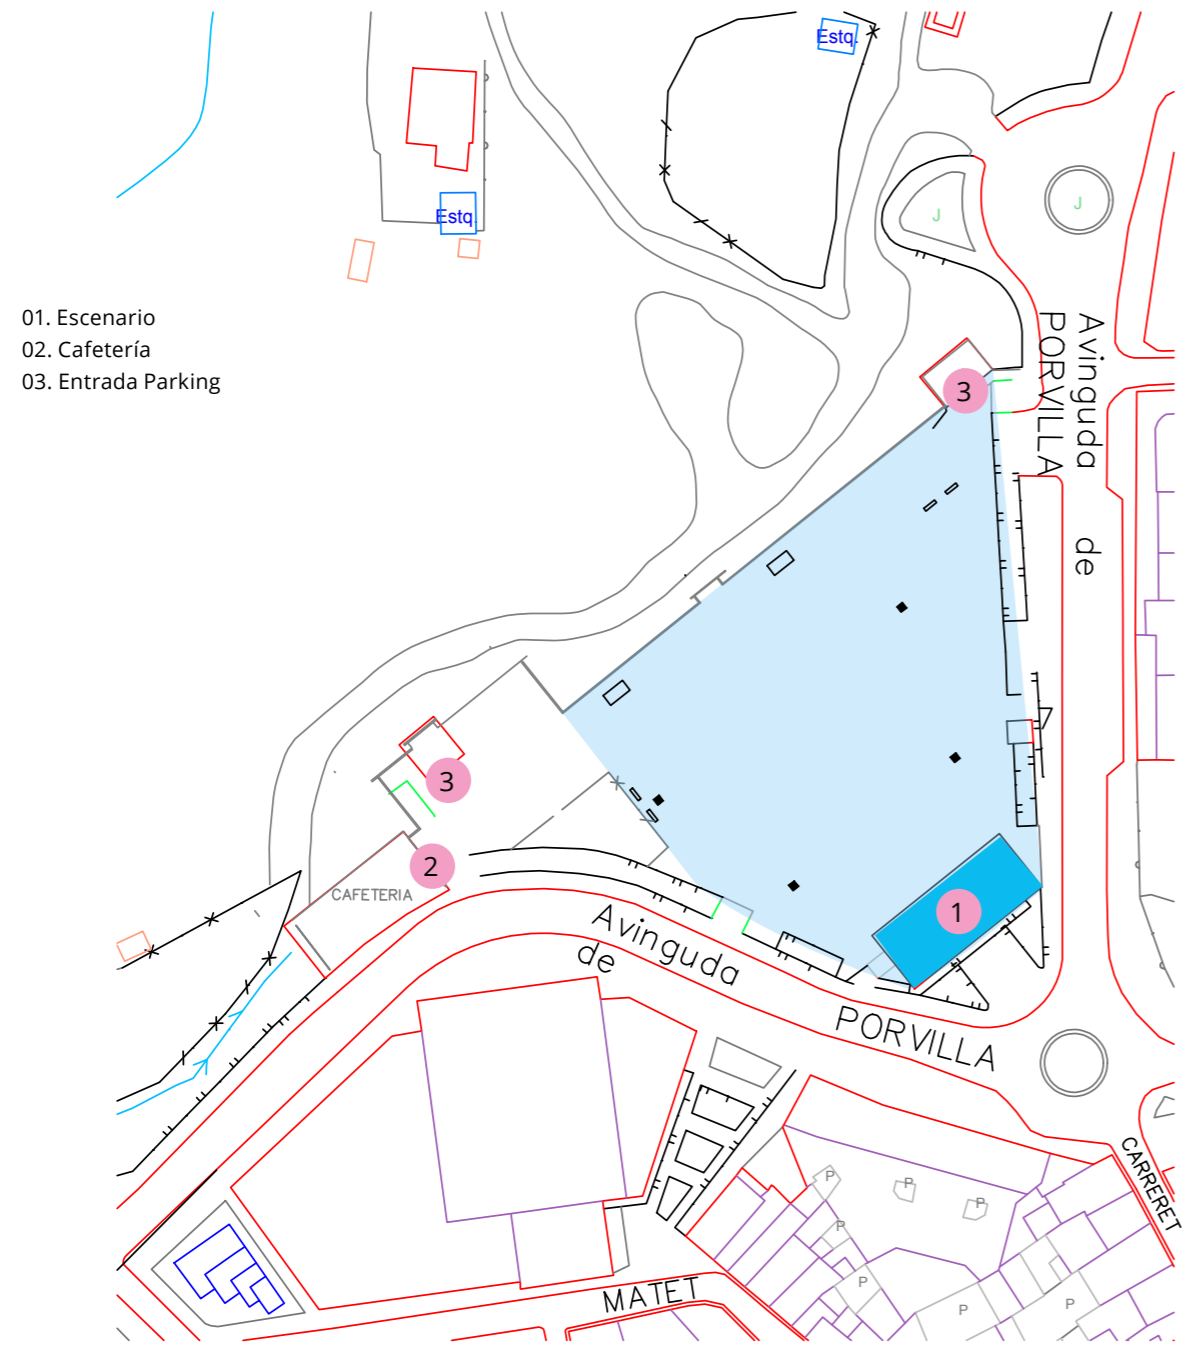 Estq.
Estq.
J
J
01. Escenario
02. Cafetería
03. Entrada Parking
Avinguda de
PORVILLA
3
3
2
CAFETERIA
1
Avinguda
de
PORVILLA
CARRERET
P
P
P
P
P
P
P
MATET